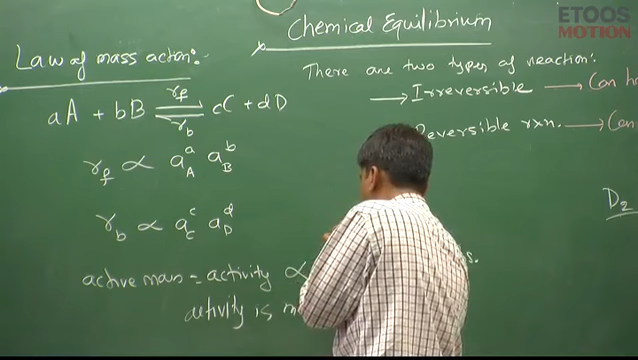 ETOOS
MOTION
Chemical Equilibrium
Law of mass action:-
aA + bB ⇌ cC + dD
r_f
r_b
r_f ∝ a_A^a a_B^b
r_b ∝ a_C^c a_D^d
active mass = activity ∝
activity is
There are two types of reaction:
→ Irreversible → Can
Reversible rxn. → Can
D₂